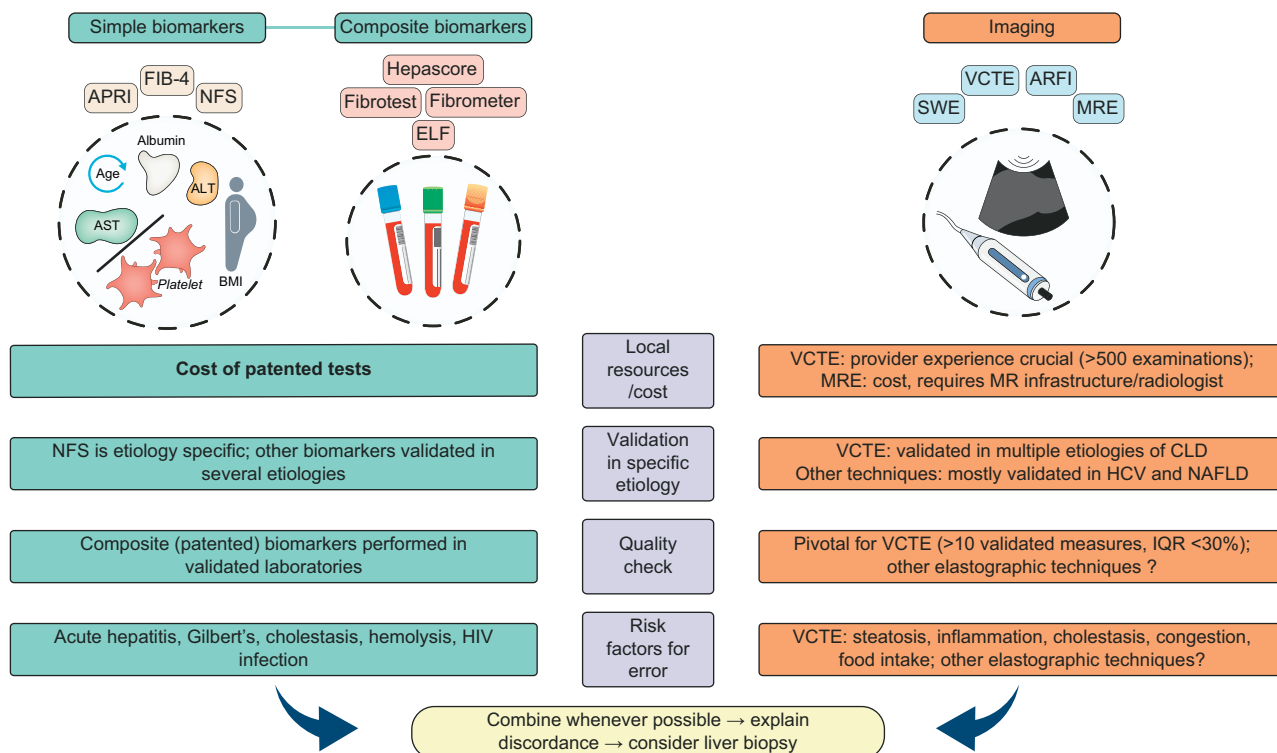 Simple biomarkers
Composite biomarkers
Imaging
APRI
FIB-4
NFS
Hepascore
Fibrotest
Fibrometer
ELF
SWE
VCTE
ARFI
MRE
Age
Albumin
ALT
AST
Platelet
BMI
Cost of patented tests
Local
resources
/cost
VCTE: provider experience crucial (>500 examinations);
MRE: cost, requires MR infrastructure/radiologist
NFS is etiology specific; other biomarkers validated in
several etiologies
Validation
in specific
etiology
VCTE: validated in multiple etiologies of CLD
Other techniques: mostly validated in HCV and NAFLD
Composite (patented) biomarkers performed in
validated laboratories
Quality
check
Pivotal for VCTE (>10 validated measures, IQR <30%);
other elastographic techniques ?
Acute hepatitis, Gilbert's, cholestasis, hemolysis, HIV
infection
Risk
factors for
error
VCTE: steatosis, inflammation, cholestasis, congestion,
food intake; other elastographic techniques?
Combine whenever possible → explain
discordance → consider liver biopsy